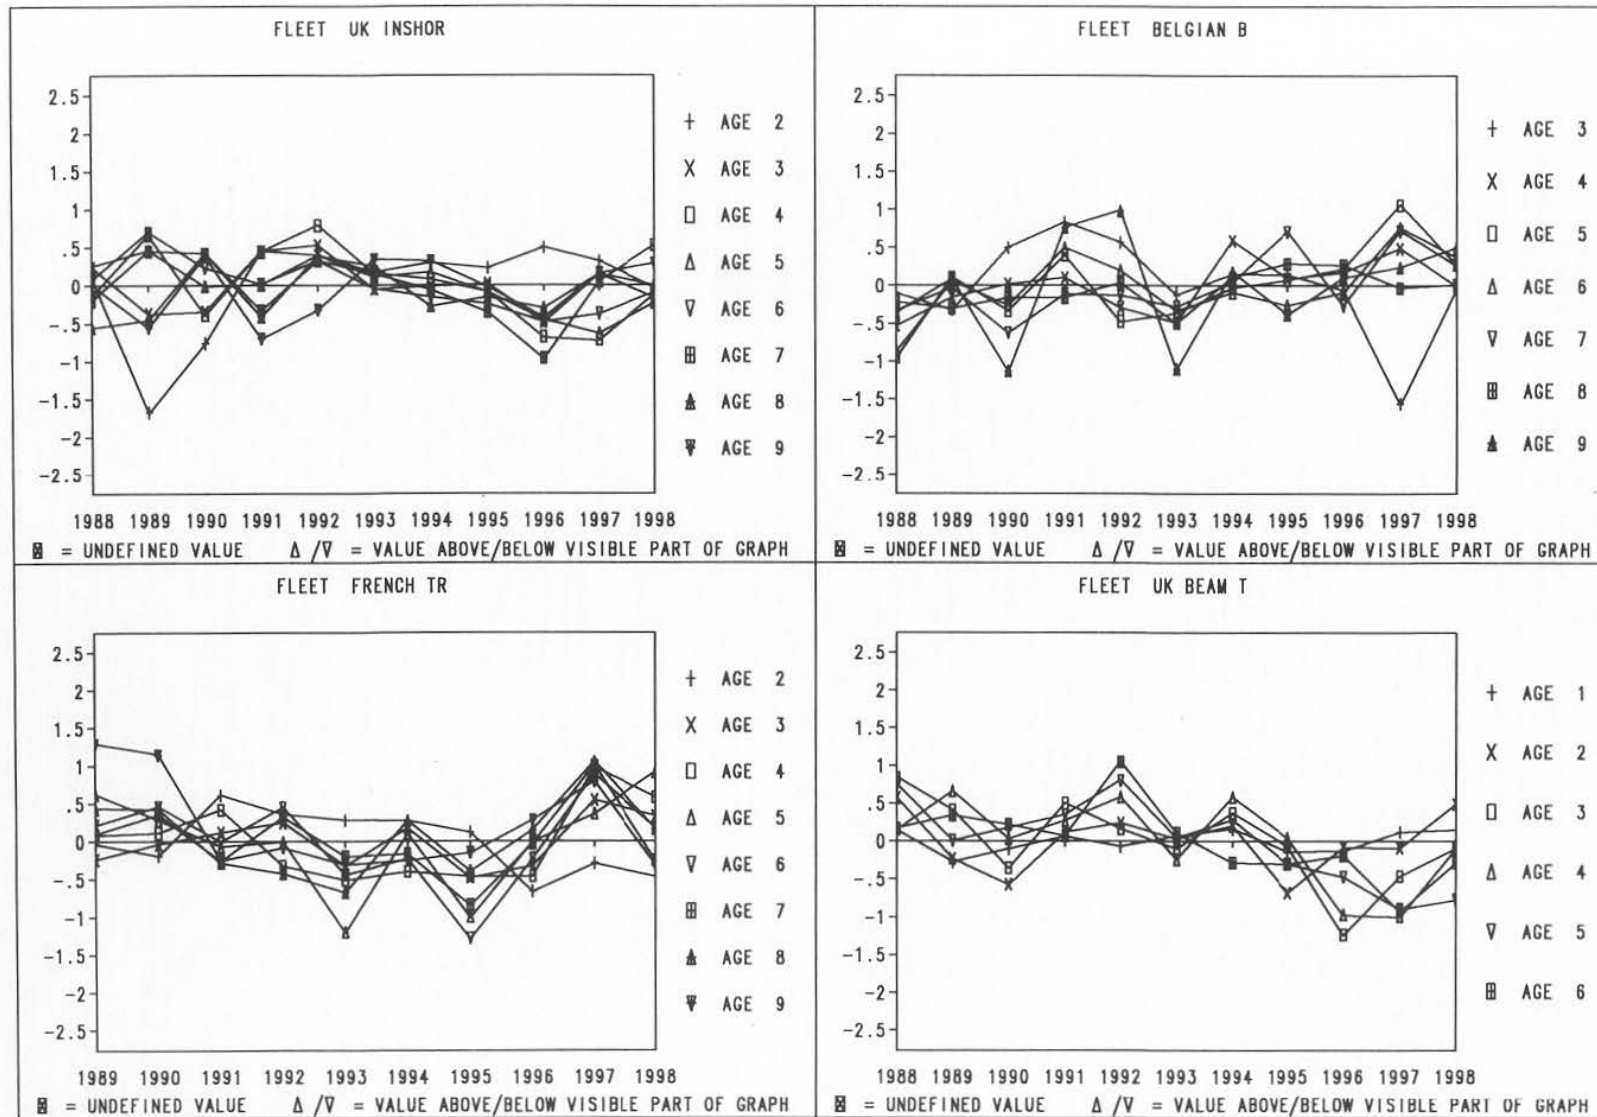 FLEET UK INSHOR
2.5
2
1.5
1
.5
0
-.5
-1
-1.5
-2
-2.5
1988 1989 1990 1991 1992 1993 1994 1995 1996 1997 1998
AGE 2
AGE 3
AGE 4
AGE 5
AGE 6
AGE 7
AGE 8
AGE 9
= UNDEFINED VALUE Δ /∇ = VALUE ABOVE/BELOW VISIBLE PART OF GRAPH
FLEET BELGIAN B
2.5
2
1.5
1
.5
0
-.5
-1
-1.5
-2
-2.5
1988 1989 1990 1991 1992 1993 1994 1995 1996 1997 1998
AGE 3
AGE 4
AGE 5
AGE 6
AGE 7
AGE 8
AGE 9
= UNDEFINED VALUE Δ /∇ = VALUE ABOVE/BELOW VISIBLE PART OF GRAPH
FLEET FRENCH TR
2.5
2
1.5
1
.5
0
-.5
-1
-1.5
-2
-2.5
1989 1990 1991 1992 1993 1994 1995 1996 1997 1998
AGE 2
AGE 3
AGE 4
AGE 5
AGE 6
AGE 7
AGE 8
AGE 9
= UNDEFINED VALUE Δ /∇ = VALUE ABOVE/BELOW VISIBLE PART OF GRAPH
FLEET UK BEAM T
2.5
2
1.5
1
.5
0
-.5
-1
-1.5
-2
-2.5
1988 1989 1990 1991 1992 1993 1994 1995 1996 1997 1998
AGE 1
AGE 2
AGE 3
AGE 4
AGE 5
AGE 6
= UNDEFINED VALUE Δ /∇ = VALUE ABOVE/BELOW VISIBLE PART OF GRAPH